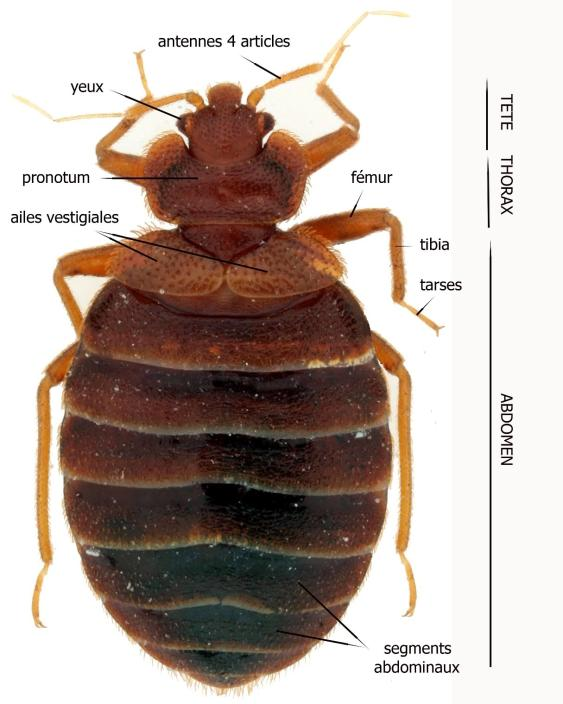 antennes 4 articles
yeux
pronotum
ailes vestigiales
fémur
tibia
tarses
segments
abdominaux
TETE
THORAX
ABDOMEN